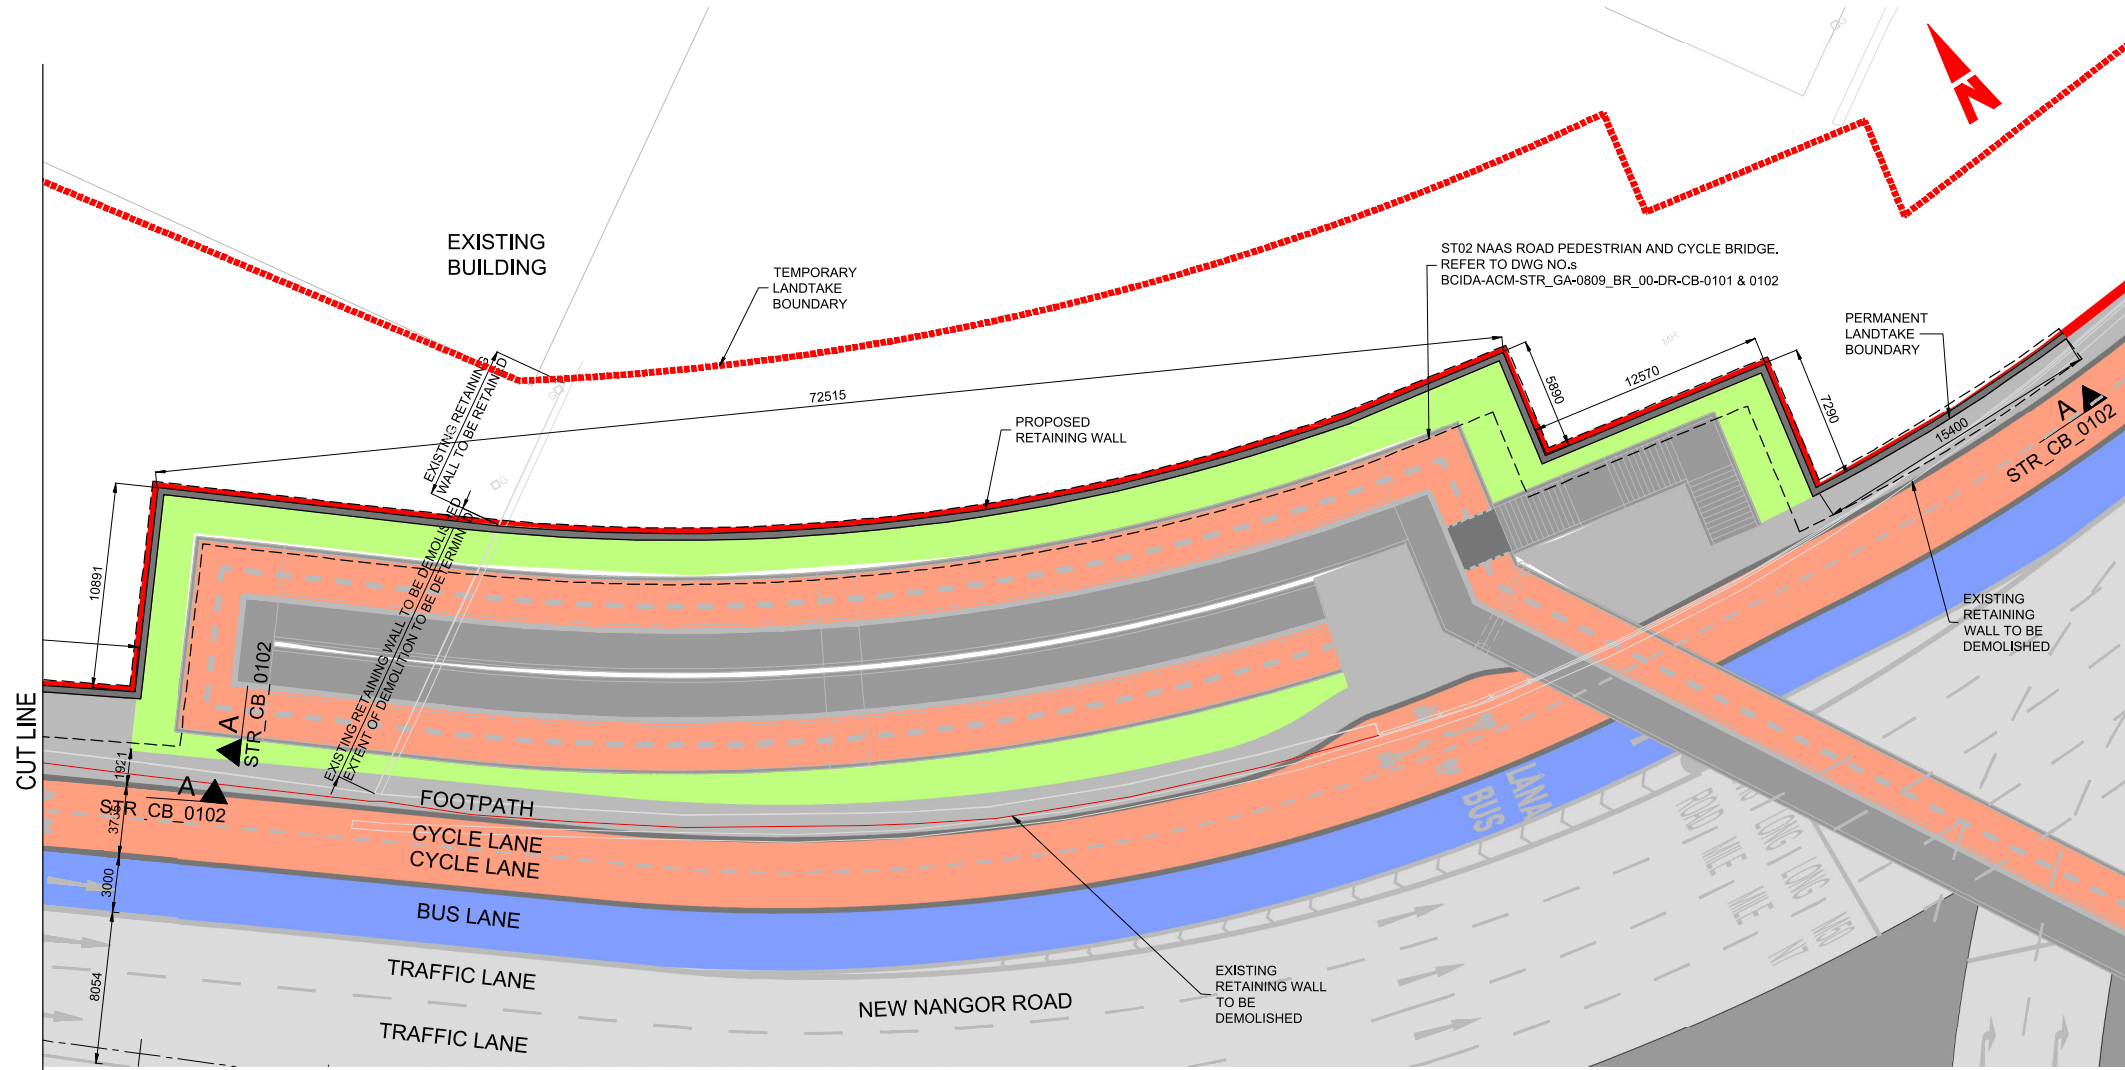 N
EXISTING
BUILDING
TEMPORARY
LANDTAKE
BOUNDARY
ST02 NAAS ROAD PEDESTRIAN AND CYCLE BRIDGE.
REFER TO DWG NO.s
BCIDA-ACM-STR_GA-0809_BR_00-DR-CB-0101 & 0102
PERMANENT
LANDTAKE
BOUNDARY
MH
EXISTING RETAINING
WALL TO BE RETAINED
72515
5890
12570
7290
15400
PROPOSED
RETAINING WALL
A
STR_CB_0102
10891
EXISTING RETAINING WALL TO BE DEMOLISHED
EXTENT OF DEMOLITION TO BE DETERMINED
EXISTING
RETAINING
WALL TO BE
DEMOLISHED
A
STR_CB_0102
CUT LINE
1921
A
STR_CB_0102
3735
3000
8054
FOOTPATH
CYCLE LANE
CYCLE LANE
BUS LANE
LÁNA
BUS
TRAFFIC LANE
NEW NANGOR ROAD
TRAFFIC LANE
EXISTING
RETAINING WALL
TO BE
DEMOLISHED